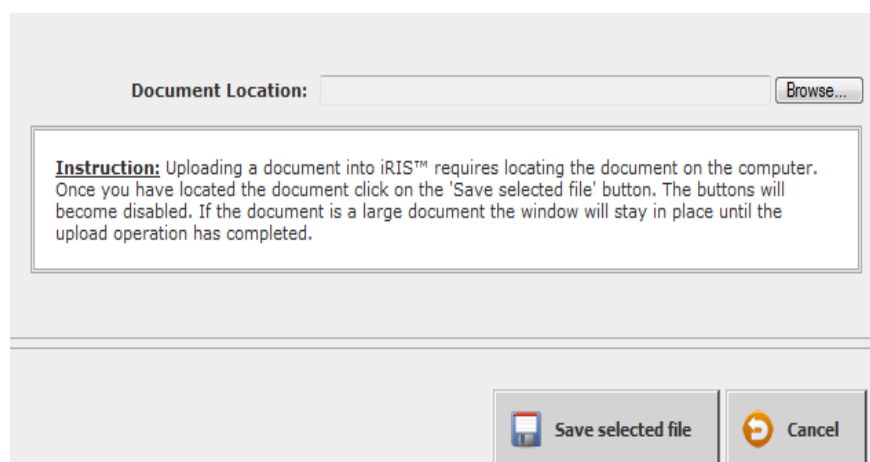 Document Location: Browse...
Instruction: Uploading a document into iRIS™ requires locating the document on the computer.
Once you have located the document click on the 'Save selected file' button. The buttons will
become disabled. If the document is a large document the window will stay in place until the
upload operation has completed.
Save selected file Cancel